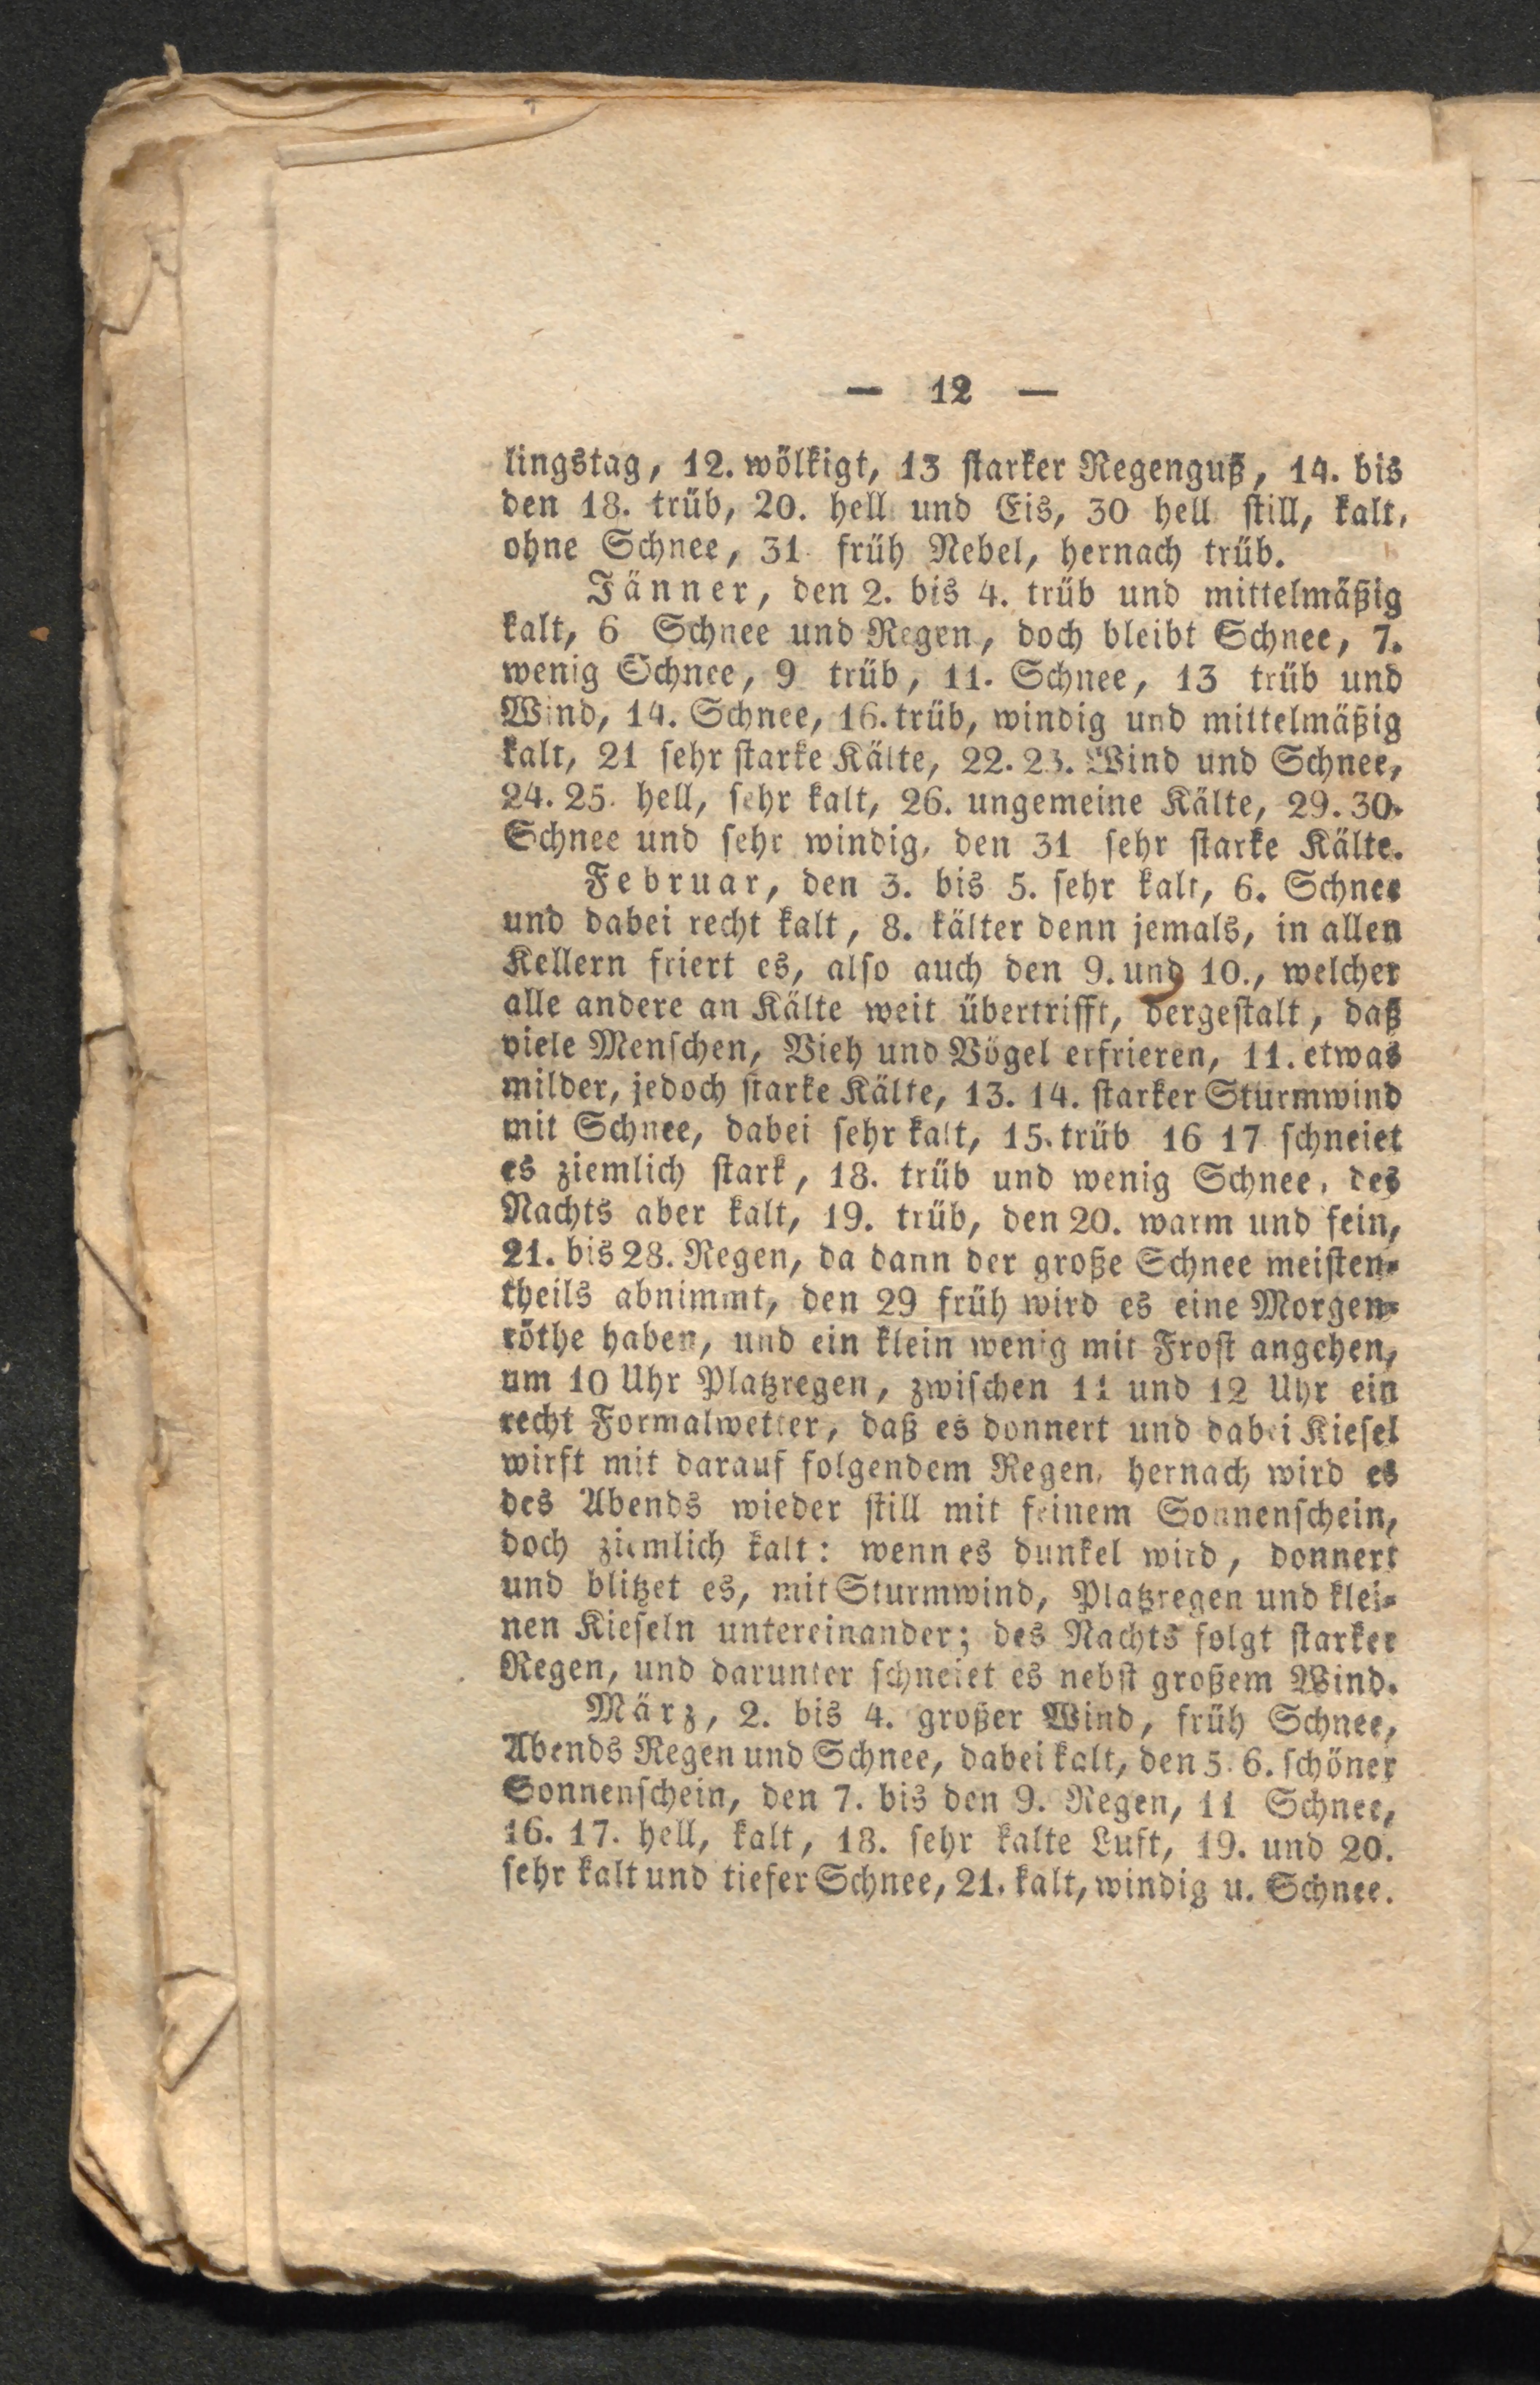 — 12 —
lingstag, 12. wölkigt, 13 starker Regenguß, 14. bis
den 18. trüb, 20. hell und Eis, 30 hell still, kalt,
ohne Schnee, 31 früh Nebel, hernach trüb.
Jänner, den 2. bis 4. trüb und mittelmäßig
kalt, 6 Schnee und Regen, doch bleibt Schnee, 7.
wenig Schnee, 9 trüb, 11. Schnee, 13 trüb und
Wind, 14. Schnee, 16. trüb, windig und mittelmäßig
kalt, 21 sehr starke Kälte, 22. 23. Wind und Schnee,
24. 25. hell, sehr kalt, 26. ungemeine Kälte, 29. 30.
Schnee und sehr windig, den 31 sehr starke Kälte.
Februar, den 3. bis 5. sehr kalt, 6. Schnee
und dabei recht kalt, 8. kälter denn jemals, in allen
Kellern friert es, also auch den 9. und 10., welcher
alle andere an Kälte weit übertrifft, dergestalt, daß
viele Menschen, Vieh und Vögel erfrieren, 11. etwas
milder, jedoch starke Kälte, 13. 14. starker Sturmwind
mit Schnee, dabei sehr kalt, 15. trüb 16 17 schneiet
es ziemlich stark, 18. trüb und wenig Schnee, des
Nachts aber kalt, 19. trüb, den 20. warm und fein,
21. bis 28. Regen, da dann der große Schnee meisten-
theils abnimmt, den 29 früh wird es eine Morgen-
röthe haben, und ein klein wenig mit Frost angehen,
um 10 Uhr Platzregen, zwischen 11 und 12 Uhr ein
recht Formalwetter, daß es donnert und dabei Kiesel
wirft mit darauf folgendem Regen, hernach wird es
des Abends wieder still mit feinem Sonnenschein,
doch ziemlich kalt: wenn es dunkel wird, donnert
und blitzet es, mit Sturmwind, Platzregen und klei-
nen Kieseln untereinander; des Nachts folgt starker
Regen, und darunter schneiet es nebst großem Wind.
März, 2. bis 4. großer Wind, früh Schnee,
Abends Regen und Schnee, dabei kalt, den 5. 6. schöner
Sonnenschein, den 7. bis den 9. Regen, 11 Schnee,
16. 17. hell, kalt, 18. sehr kalte Luft, 19. und 20.
sehr kalt und tiefer Schnee, 21. kalt, windig u. Schnee.